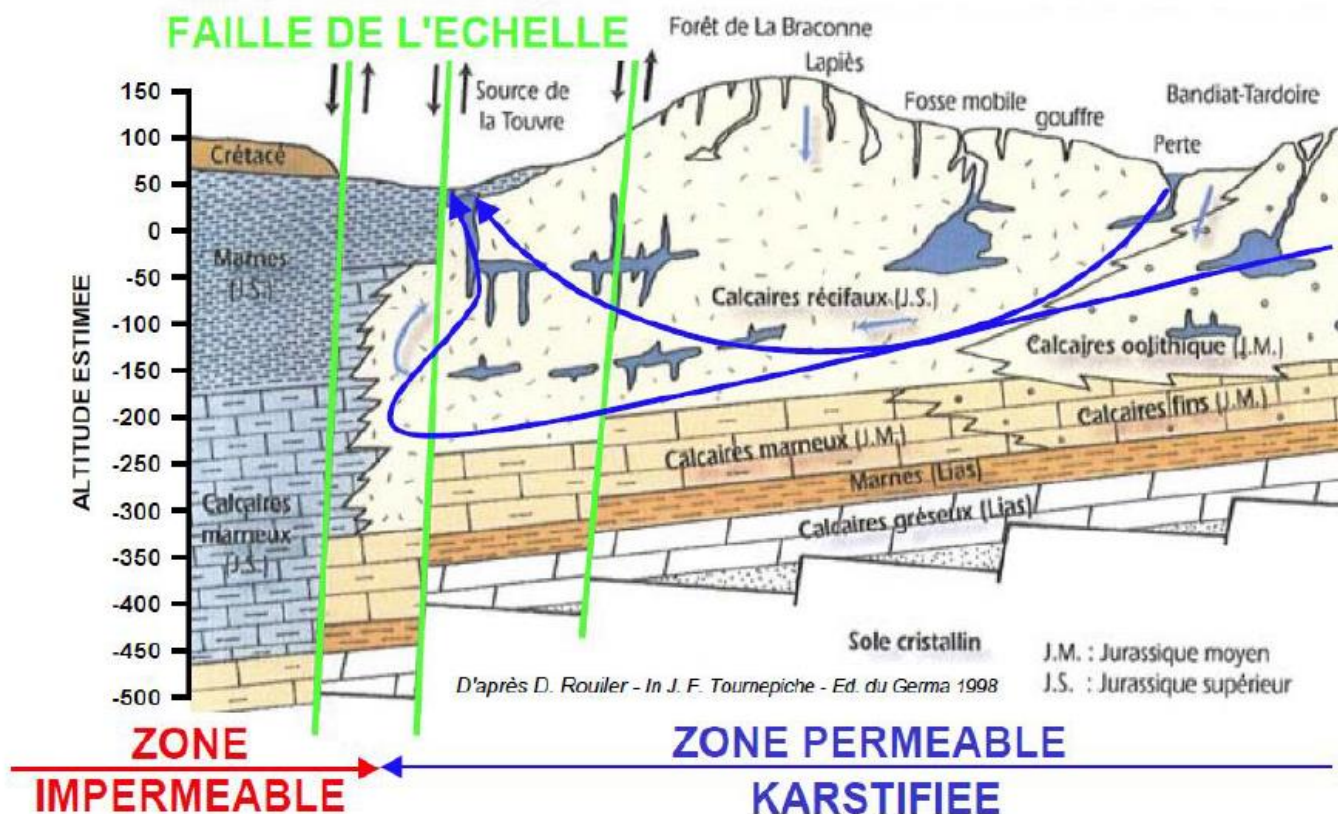 FAILLE DE L'ECHELLE
Forêt de La Braconne
Lapiès
Source de
la Touvre
Fosse mobile
gouffre
Bandiat-Tardoire
Perte
ALTITUDE ESTIMEE
150
100
50
0
-50
-100
-150
-200
-250
-300
-350
-400
-450
-500
Crétacé
Marnes
(J.S.)
Calcaires
marneux
(J.S.)
Calcaires récifaux (J.S.)
Calcaires oolithique (J.M.)
Calcaires fins (J.M.)
Calcaires marneux (J.M.)
Marnes (Lias)
Calcaires gréseux (Lias)
Sole cristallin
J.M. : Jurassique moyen
J.S. : Jurassique supérieur
D'après D. Rouiler - In J. F. Tournepiche - Ed. du Germa 1998
ZONE
IMPERMEABLE
ZONE PERMEABLE
KARSTIFIEE